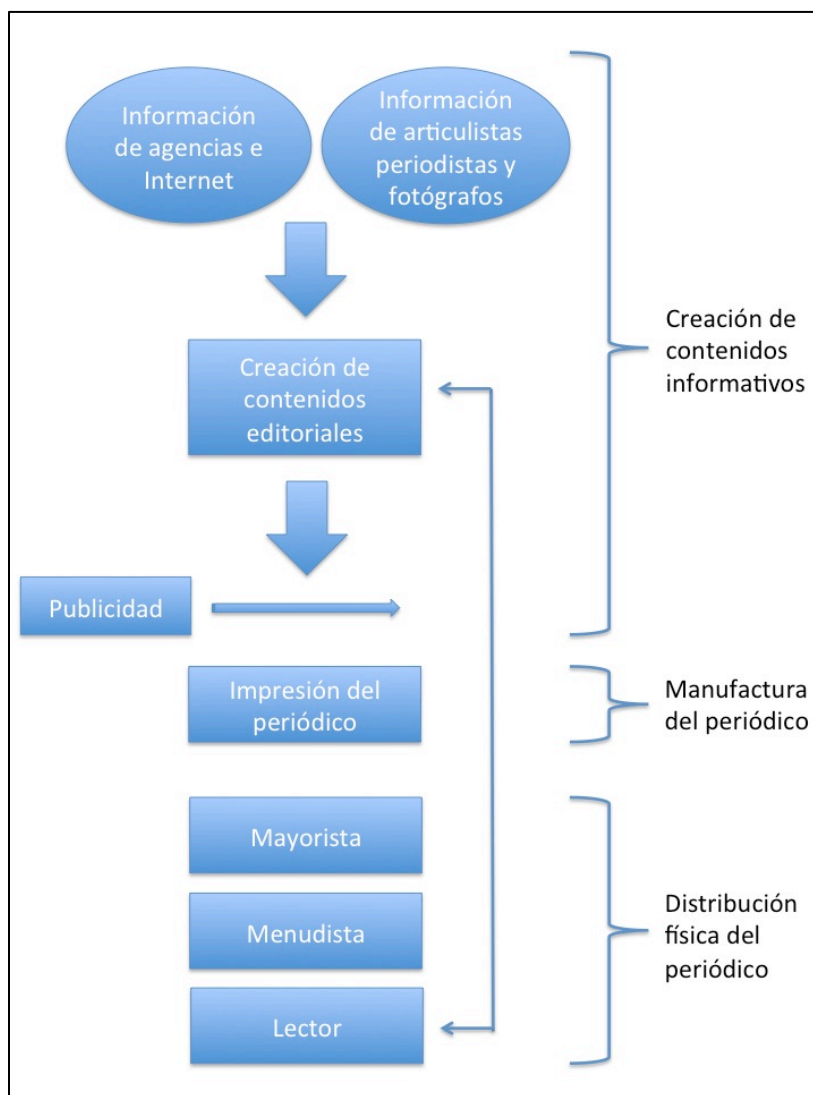 Información
de agencias e
Internet
Información
de articulistas
periodistas y
fotógrafos
Creación de
contenidos
editoriales
Creación de
contenidos
informativos
Publicidad
Impresión del
periódico
Manufactura
del periódico
Mayorista
Menudista
Lector
Distribución
física del
periódico